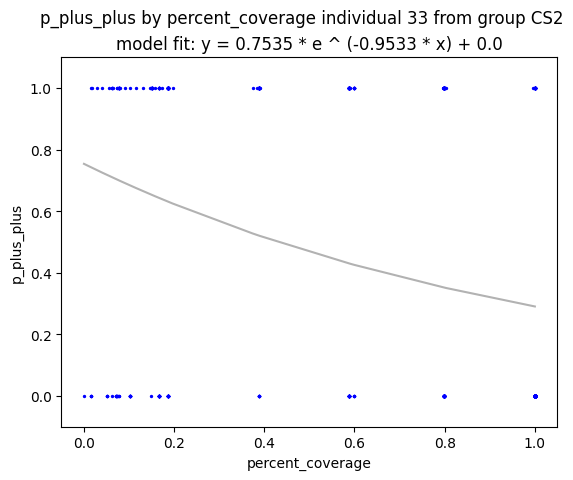 p_plus_plus by percent_coverage individual 33 from group CS2
model fit: y = 0.7535 * e ^ (-0.9533 * x) + 0.0
1.0
0.8
0.6
0.4
0.2
0.0
p_plus_plus
0.0 0.2 0.4 0.6 0.8 1.0
percent_coverage